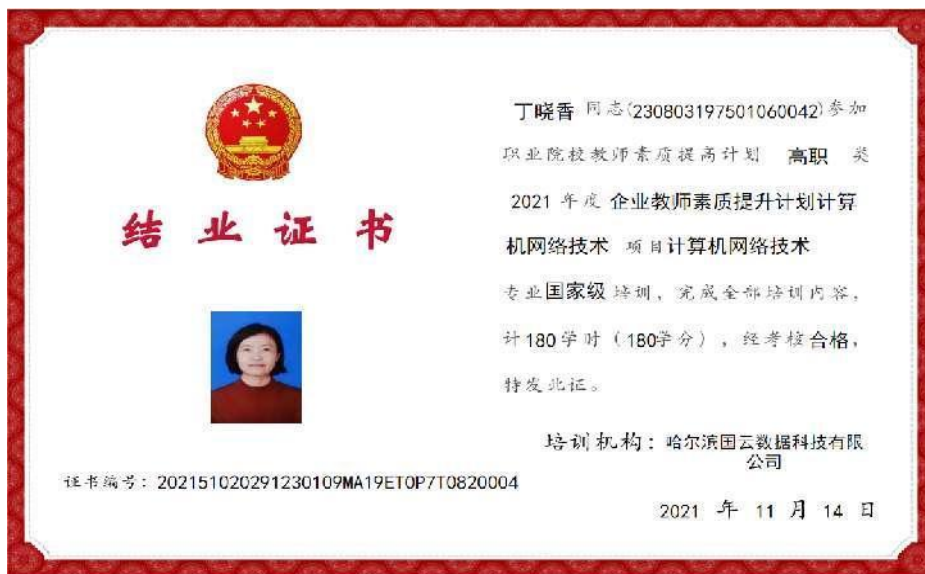 结业证书
证书编号：202151020291230109MA19ET0P7T0820004
丁晓香 同志(230803197501060042)参加
职业院校教师素质提高计划 高职 类
2021 年度 企业教师素质提升计划计算
机网络技术 项目计算机网络技术
专业国家级 培训，完成全部培训内容，
计180学时（180学分），经考核合格，
特发此证。
培训机构：哈尔滨国云数据科技有限
公司
2021 年 11 月 14 日